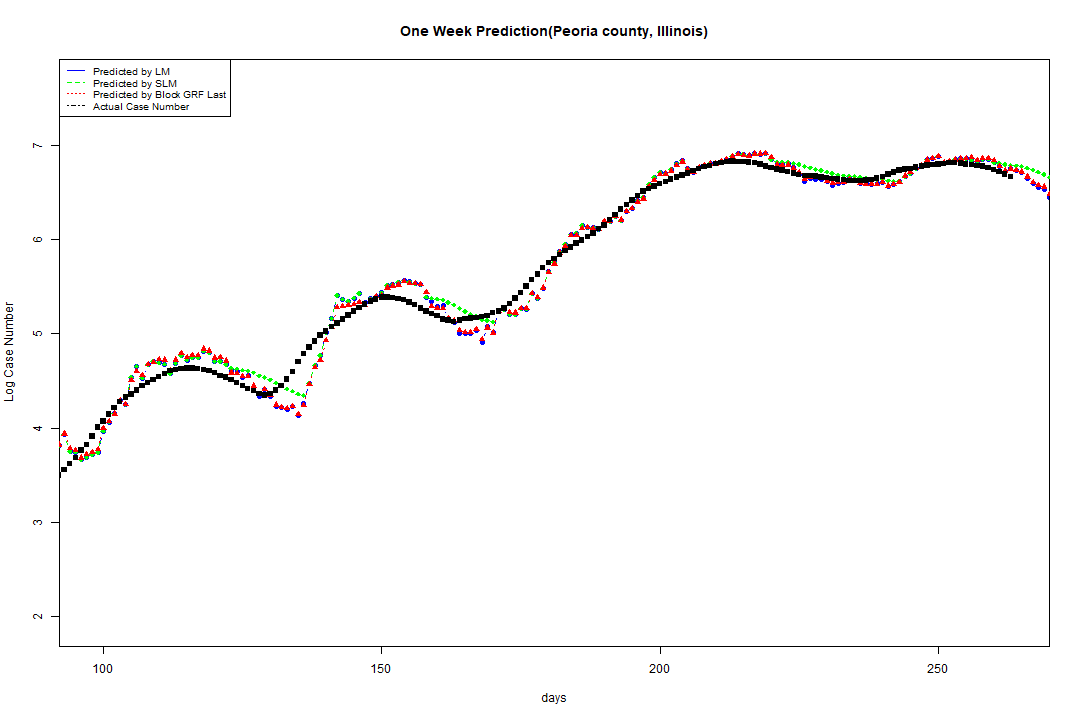 One Week Prediction(Peoria county, Illinois)
Predicted by LM
Predicted by SLM
Predicted by Block GRF Last
Actual Case Number
7
6
5
4
3
2
Log Case Number
100 150 200 250
days